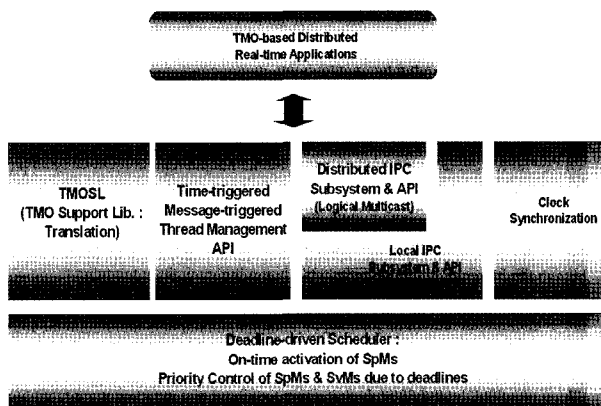 TMO-based Distributed
Real-time Applications
TMOSL
(TMO Support Lib. :
Translation)
Time-triggered
Message-triggered
Thread Management
API
Distributed IPC
Subsystem & API
(Logical Multicast)
Local IPC
Subsystem & API
Clock
Synchronization
Deadline-driven Scheduler :
On-time activation of SpMs
Priority Control of SpMs & SvMs due to deadlines